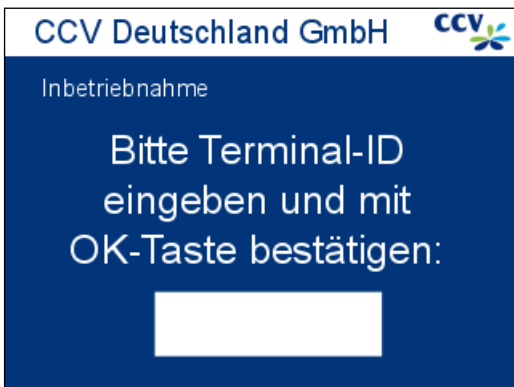 CCV Deutschland GmbH
CCV
Inbetriebnahme
Bitte Terminal-ID
eingeben und mit
OK-Taste bestätigen: